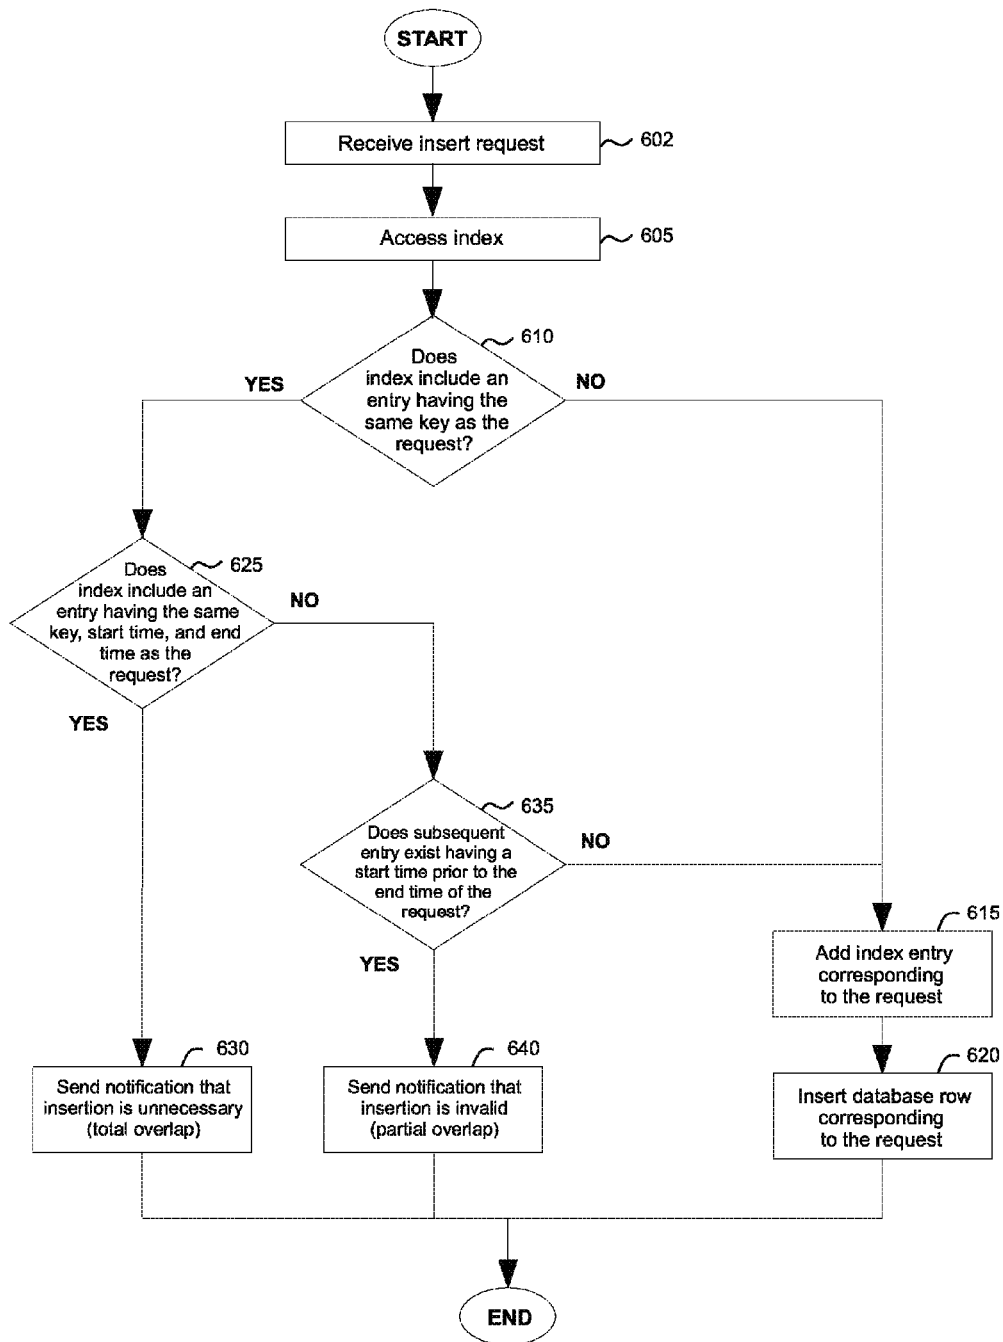 START
Receive insert request
602
Access index
605
610
Does
index include an
entry having the
same key as the
request?
YES
NO
625
Does
index include an
entry having the same
key, start time, and end
time as the
request?
NO
YES
635
Does subsequent
entry exist having a
start time prior to the
end time of the
request?
NO
YES
615
Add index entry
corresponding
to the request
630
Send notification that
insertion is unnecessary
(total overlap)
640
Send notification that
insertion is invalid
(partial overlap)
620
Insert database row
corresponding
to the request
END